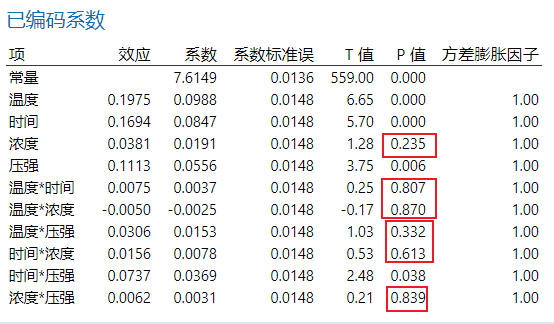 已编码系数
项 效应 系数 系数标准误 T 值 P 值 方差膨胀因子
常量 7.6149 0.0136 559.00 0.000
温度 0.1975 0.0988 0.0148 6.65 0.000 1.00
时间 0.1694 0.0847 0.0148 5.70 0.000 1.00
浓度 0.0381 0.0191 0.0148 1.28 0.235 1.00
压强 0.1113 0.0556 0.0148 3.75 0.006 1.00
温度*时间 0.0075 0.0037 0.0148 0.25 0.807 1.00
温度*浓度 -0.0050 -0.0025 0.0148 -0.17 0.870 1.00
温度*压强 0.0306 0.0153 0.0148 1.03 0.332 1.00
时间*浓度 0.0156 0.0078 0.0148 0.53 0.613 1.00
时间*压强 0.0737 0.0369 0.0148 2.48 0.038 1.00
浓度*压强 0.0062 0.0031 0.0148 0.21 0.839 1.00